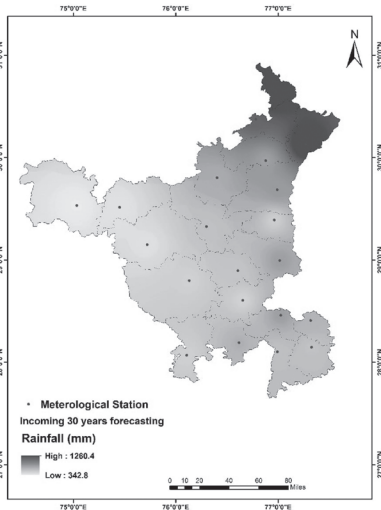 75°0'0"E 76°0'0"E 77°0'0"E
N
• Meterological Station
Incoming 30 years forecasting
Rainfall (mm)
High : 1260.4
Low : 342.8
0 10 20 40 60 80
Miles
75°0'0"E 76°0'0"E 77°0'0"E